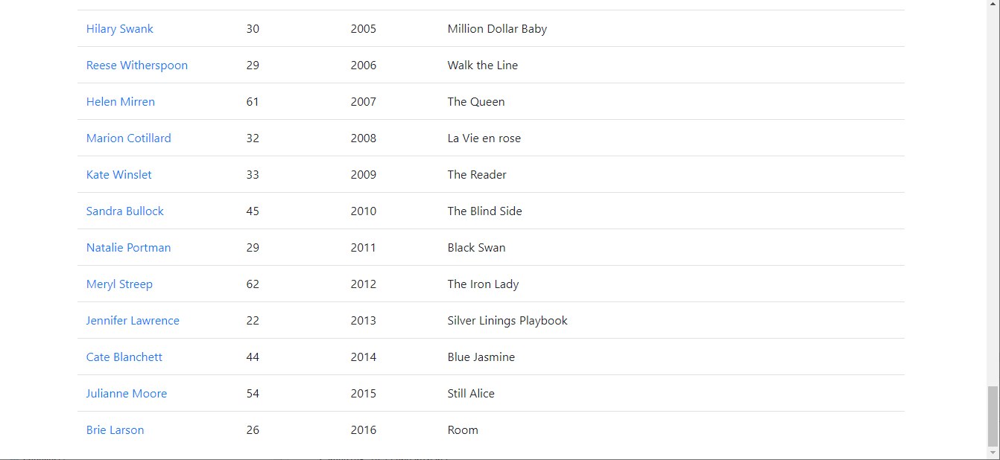 Hilary Swank 30 2005 Million Dollar Baby
Reese Witherspoon 29 2006 Walk the Line
Helen Mirren 61 2007 The Queen
Marion Cotillard 32 2008 La Vie en rose
Kate Winslet 33 2009 The Reader
Sandra Bullock 45 2010 The Blind Side
Natalie Portman 29 2011 Black Swan
Meryl Streep 62 2012 The Iron Lady
Jennifer Lawrence 22 2013 Silver Linings Playbook
Cate Blanchett 44 2014 Blue Jasmine
Julianne Moore 54 2015 Still Alice
Brie Larson 26 2016 Room